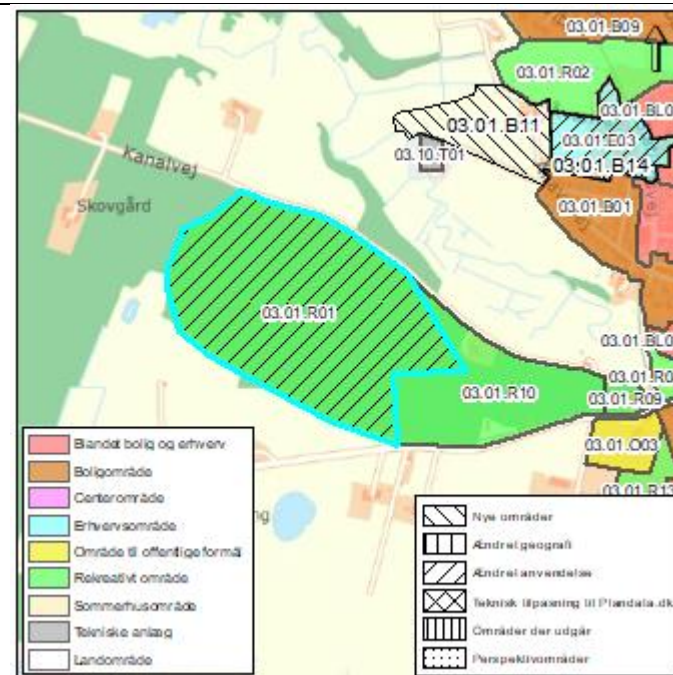 03.01.B09
03.01.R02
03.01.BL0
03.01.B11
03.01.E03
03.10.T01
03.01.B14
Kanalvej
Skovgård
03.01.B01
03.01.R01
03.01.BL0
03.01.R0
03.01.R10
03.01.R09
03.01.O03
03.01.R13
Blandet bolig og erhverv
Boligområde
Centerområde
Erhvervsområde
Område til offentlige formål
Rekreativt område
Sommerhusområde
Tekniske anlæg
Landområde
ng
Nye områder
Ændret geografi
Ændret anvendelse
Teknisk tilpasning til Plandata.dk
Områder der udgår
Perspektivområder